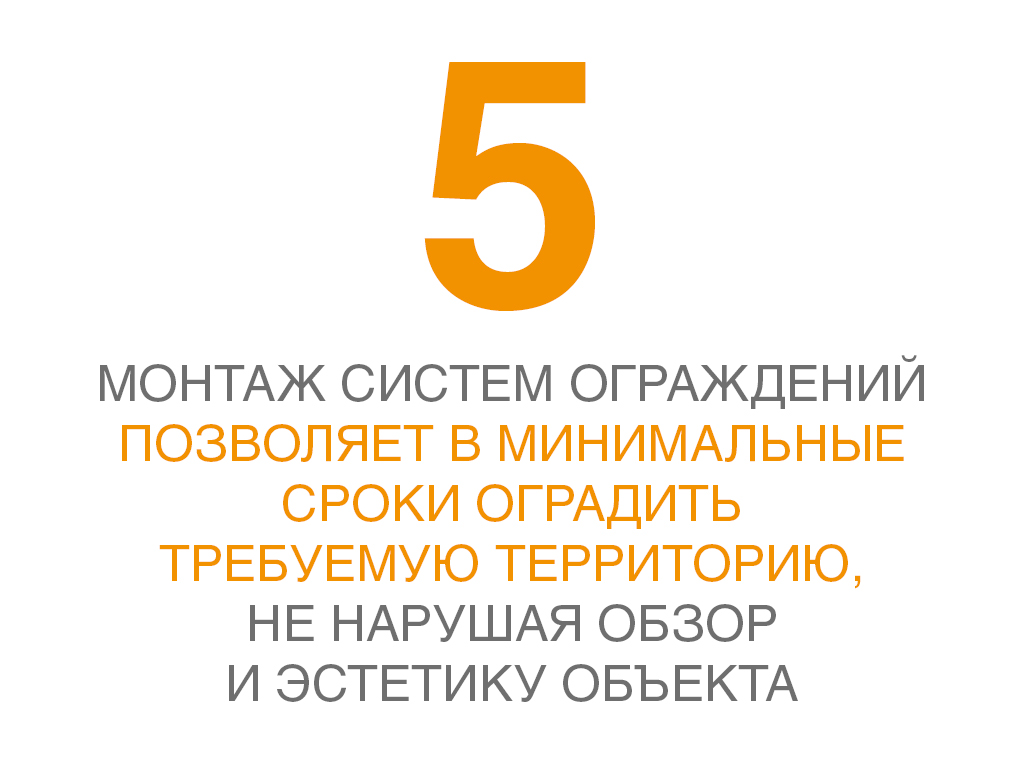 5
МОНТАЖ СИСТЕМ ОГРАЖДЕНИЙ
ПОЗВОЛЯЕТ В МИНИМАЛЬНЫЕ
СРОКИ ОГРАДИТЬ
ТРЕБУЕМУЮ ТЕРРИТОРИЮ,
НЕ НАРУШАЯ ОБЗОР
И ЭСТЕТИКУ ОБЪЕКТА